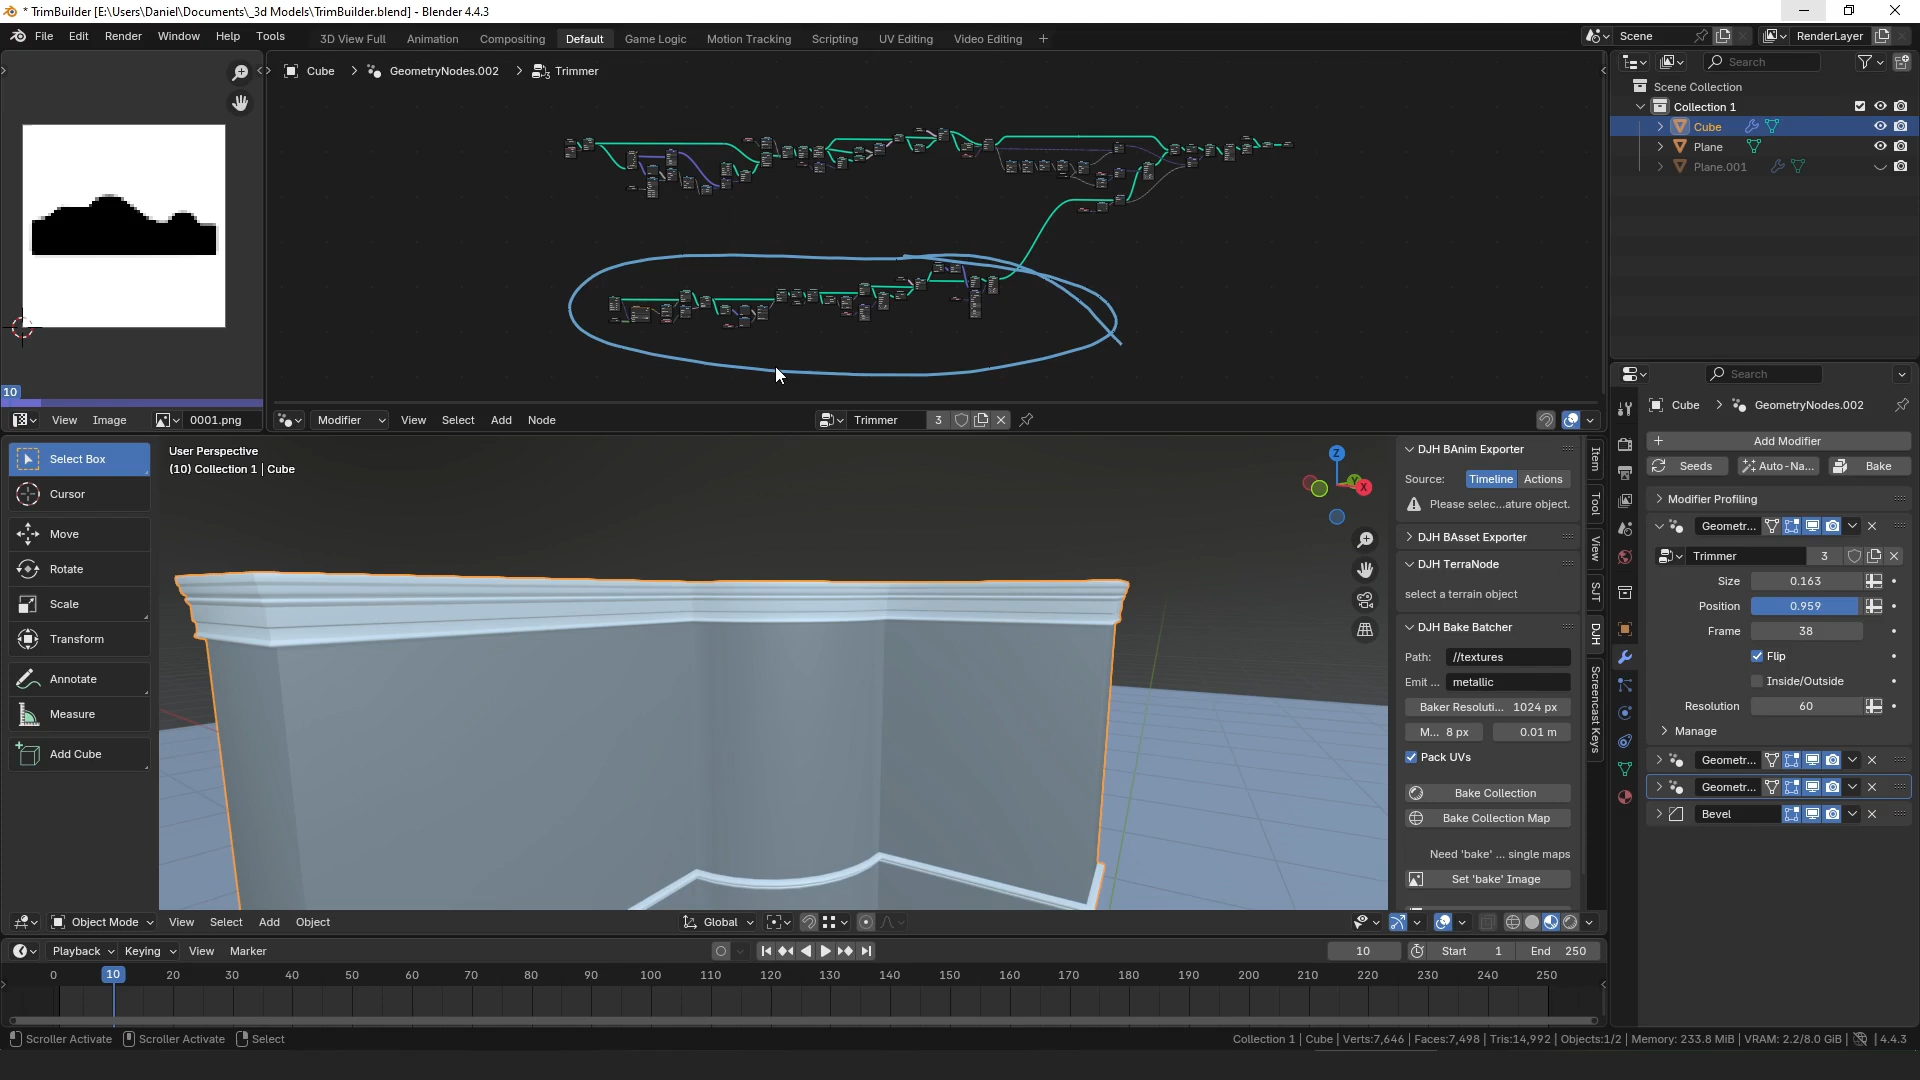 * TrimBuilder [E:\Users\Daniel\Documents\_3d Models\TrimBuilder.blend] - Blender 4.4.3
File Edit Render Window Help Tools
3D View Full Animation Compositing Default Game Logic Motion Tracking Scripting UV Editing Video Editing +
Scene RenderLayer
Cube > GeometryNodes.002 > Trimmer
Search
Scene Collection
Collection 1
Cube
Plane
Plane.001
10
View Image 0001.png
Modifier View Select Add Node Trimmer 3
Search
Cube > GeometryNodes.002
+ Add Modifier
Seeds Auto-Na... Bake
Modifier Profiling
Geometr...
Trimmer 3
Size 0.163
Position 0.959
Frame 38
Flip
Inside/Outside
Resolution 60
Manage
Geometr...
Geometr...
Bevel
Select Box
Cursor
Move
Rotate
Scale
Transform
Annotate
Measure
Add Cube
User Perspective
(10) Collection 1 | Cube
Z
Y
X
DJH BAnim Exporter
Source: Timeline Actions
Please selec...ature object.
DJH BAsset Exporter
DJH TerraNode
select a terrain object
DJH Bake Batcher
Path: //textures
Emit ... metallic
Baker Resoluti... 1024 px
M... 8 px 0.01 m
Pack UVs
Bake Collection
Bake Collection Map
Need 'bake' ... single maps
Set 'bake' Image
Item
Tool
View
SJT
DJH
Screencast Keys
Object Mode View Select Add Object Global
Playback Keying View Marker 10 Start 1 End 250
0 10 20 30 40 50 60 70 80 90 100 110 120 130 140 150 160 170 180 190 200 210 220 230 240 250
Scroller Activate Scroller Activate Select
Collection 1 | Cube | Verts:7,646 | Faces:7,498 | Tris:14,992 | Objects:1/2 | Memory: 233.8 MiB | VRAM: 2.2/8.0 GiB | 4.4.3